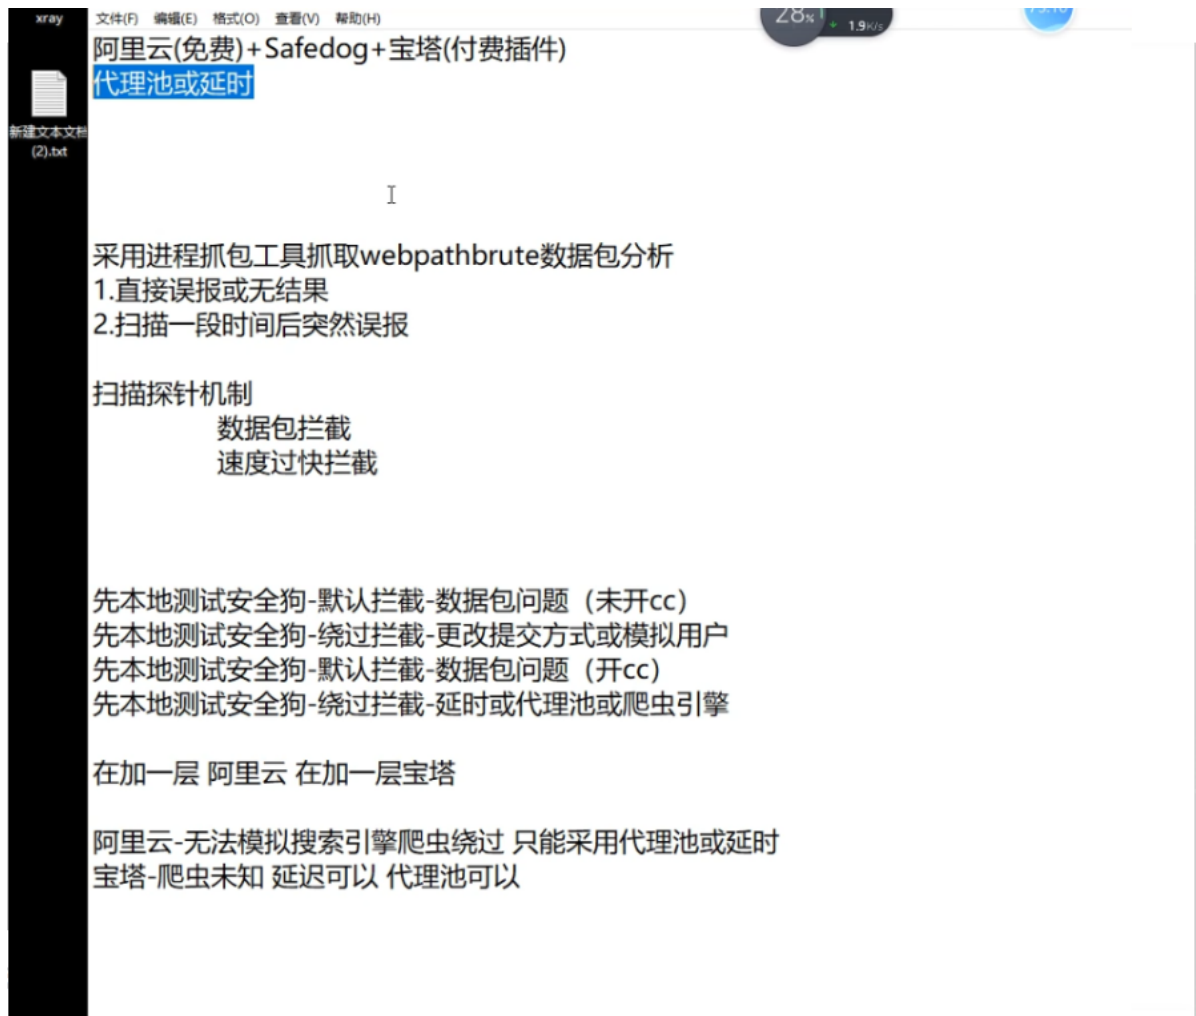 xray
文件(F) 编辑(E) 格式(O) 查看(V) 帮助(H)
28%
1.9K/s
阿里云(免费)+Safedog+宝塔(付费插件)
代理池或延时
新建文本文档
(2).txt
采用进程抓包工具抓取webpathbrute数据包分析
1.直接误报或无结果
2.扫描一段时间后突然误报
扫描探针机制
数据包拦截
速度过快拦截
先本地测试安全狗-默认拦截-数据包问题（未开cc）
先本地测试安全狗-绕过拦截-更改提交方式或模拟用户
先本地测试安全狗-默认拦截-数据包问题（开cc）
先本地测试安全狗-绕过拦截-延时或代理池或爬虫引擎
在加一层 阿里云 在加一层宝塔
阿里云-无法模拟搜索引擎爬虫绕过 只能采用代理池或延时
宝塔-爬虫未知 延迟可以 代理池可以